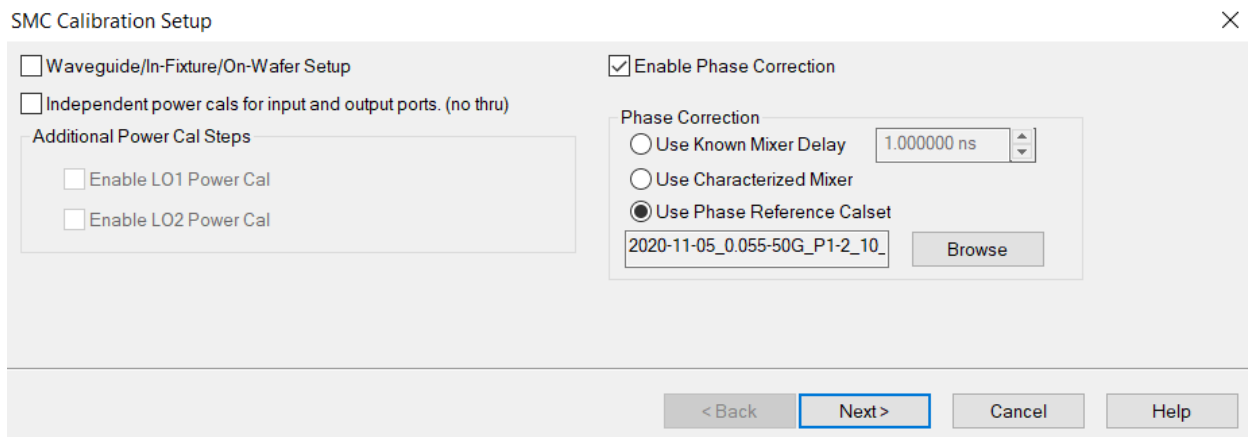 SMC Calibration Setup
Waveguide/In-Fixture/On-Wafer Setup
Independent power cals for input and output ports. (no thru)
Additional Power Cal Steps
Enable LO1 Power Cal
Enable LO2 Power Cal
Enable Phase Correction
Phase Correction
Use Known Mixer Delay 1.000000 ns
Use Characterized Mixer
Use Phase Reference Calset
2020-11-05_0.055-50G_P1-2_10_ Browse
< Back Next > Cancel Help